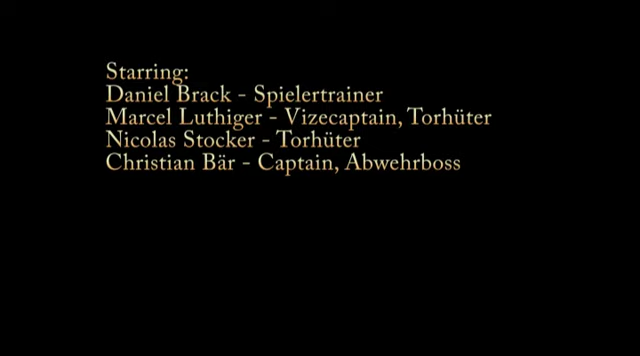 Starring:
Daniel Brack - Spielertrainer
Marcel Luthiger - Vizecaptain, Torhüter
Nicolas Stocker - Torhüter
Christian Bär - Captain, Abwehrboss